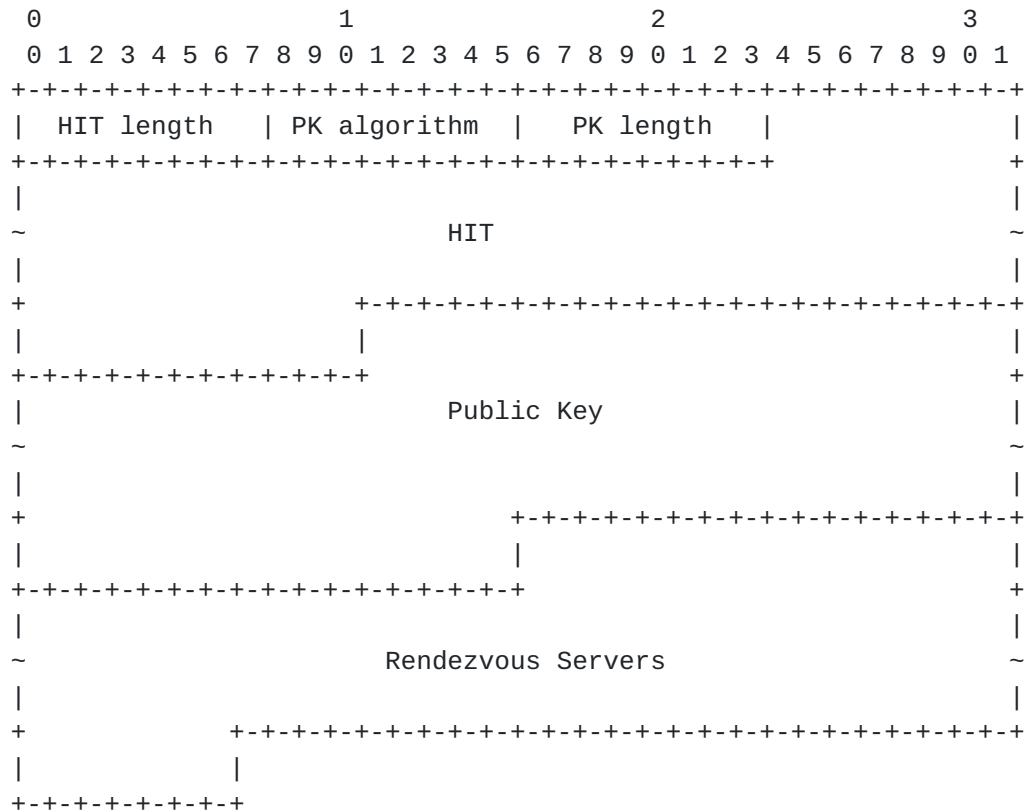 0                   1                   2                   3
 0 1 2 3 4 5 6 7 8 9 0 1 2 3 4 5 6 7 8 9 0 1 2 3 4 5 6 7 8 9 0 1
+-+-+-+-+-+-+-+-+-+-+-+-+-+-+-+-+-+-+-+-+-+-+-+-+-+-+-+-+-+-+-+-+
|  HIT length   | PK algorithm  |   PK length   |               |
+-+-+-+-+-+-+-+-+-+-+-+-+-+-+-+-+-+-+-+-+-+-+-+-+               +
|                                                               |
~                           HIT                                 ~
|                                                               |
+                     +-+-+-+-+-+-+-+-+-+-+-+-+-+-+-+-+-+-+-+-+-+
|                     |                                         |
+-+-+-+-+-+-+-+-+-+-+-+                                         +
|                           Public Key                          |
~                                                               ~
|                                                               |
+                               +-+-+-+-+-+-+-+-+-+-+-+-+-+-+-+-+
|                               |                               |
+-+-+-+-+-+-+-+-+-+-+-+-+-+-+-+-+                               +
|                                                               |
~                       Rendezvous Servers                      ~
|                                                               |
+             +-+-+-+-+-+-+-+-+-+-+-+-+-+-+-+-+-+-+-+-+-+-+-+-+-+
|             |
+-+-+-+-+-+-+-+